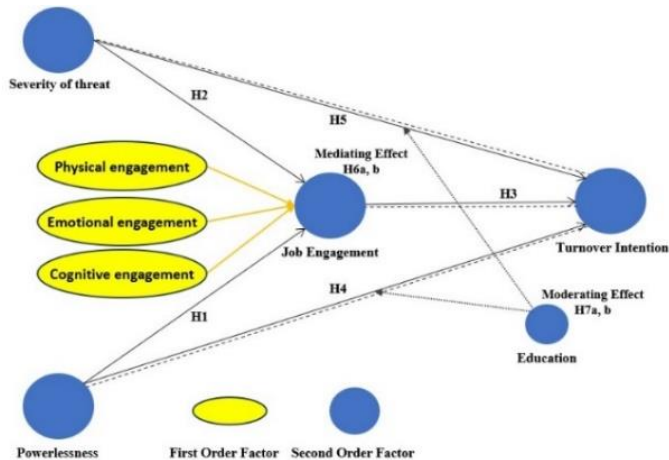 Severity of threat
H2
H5
Physical engagement
Mediating Effect
H6a, b
Emotional engagement
H3
Job Engagement
Turnover Intention
Cognitive engagement
H4
H1
Moderating Effect
H7a, b
Education
Powerlessness
First Order Factor
Second Order Factor